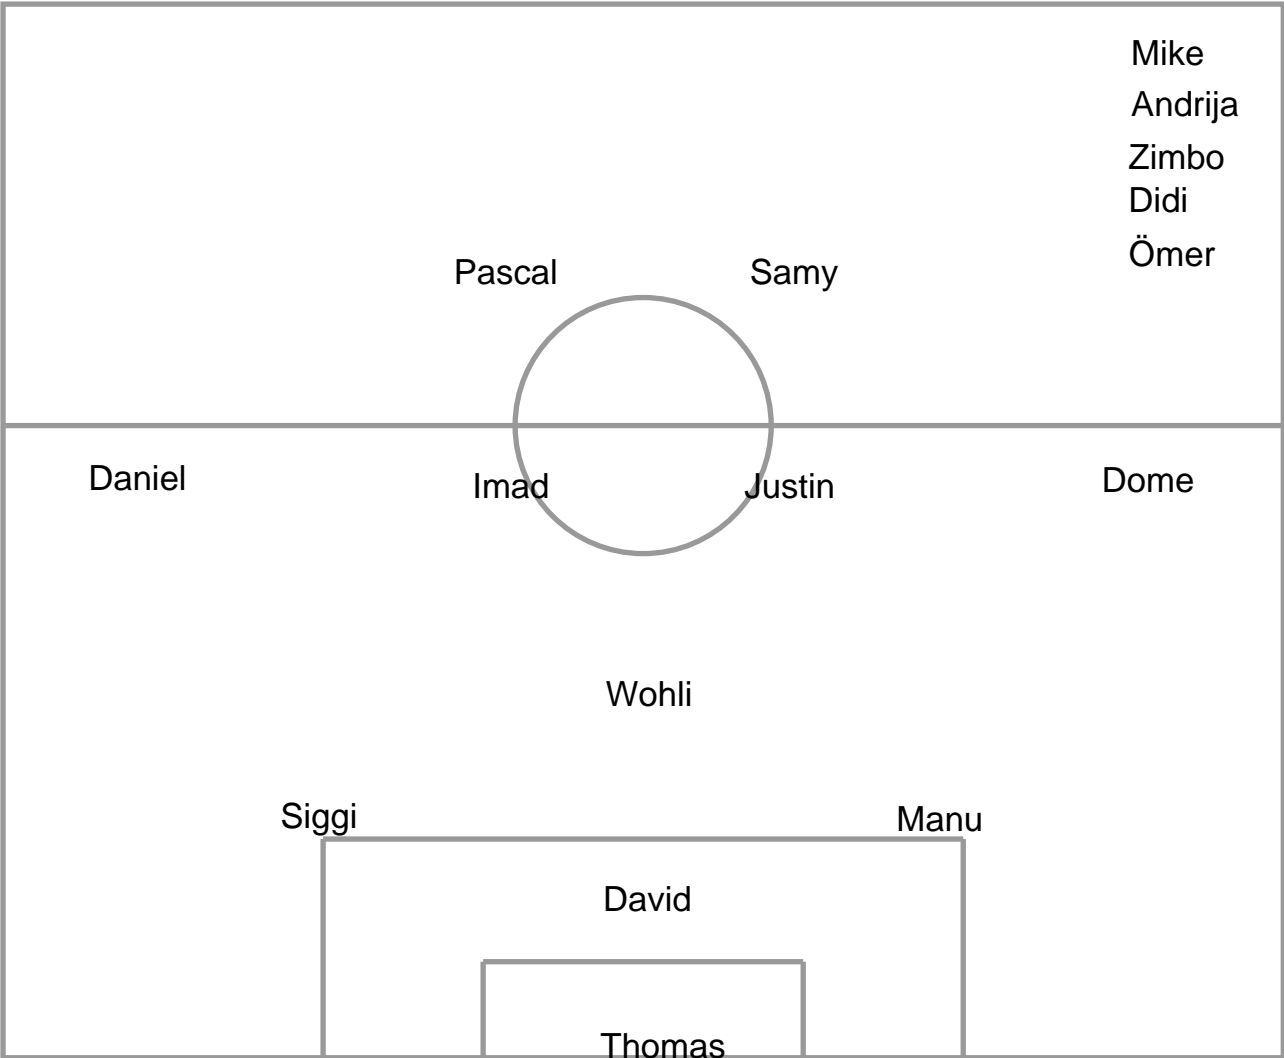 Mike
Andrija
Zimbo
Didi
Ömer
Pascal Samy
Daniel Imad Justin Dome
Wohli
Siggi Manu
David
Thomas